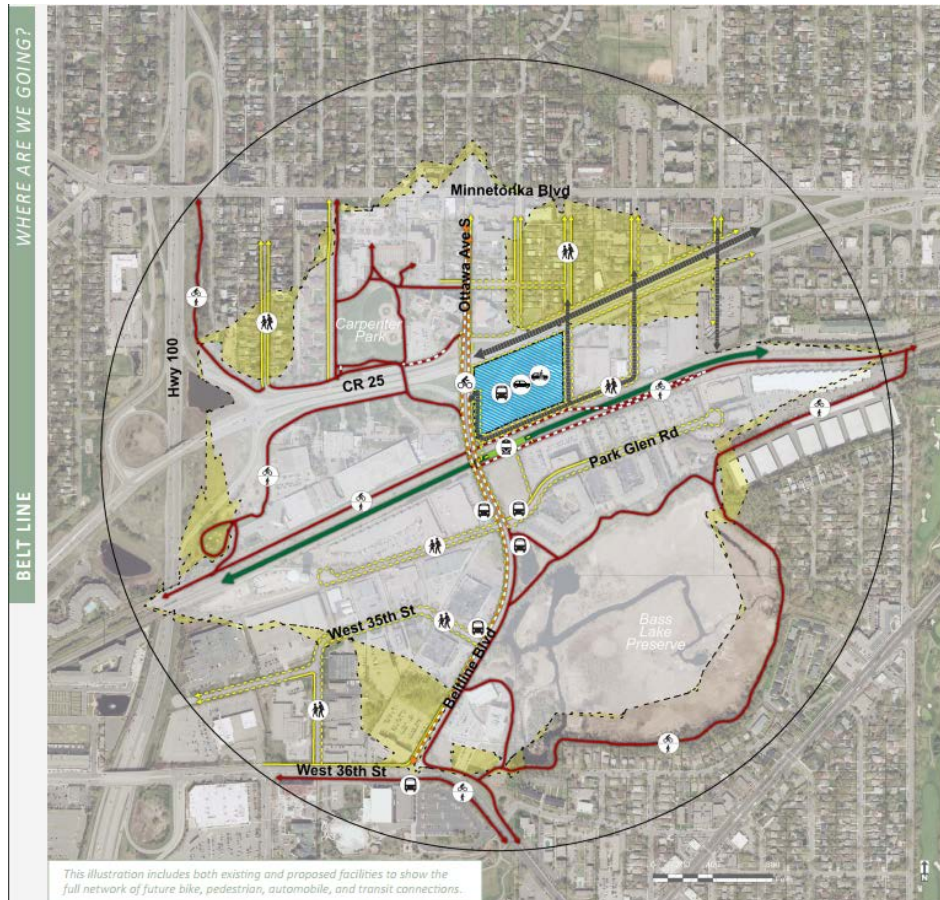 WHERE ARE WE GOING?
BELT LINE
Minnetonka Blvd
Ottawa Ave S
Carpenter
Park
Hwy 100
CR 25
Park Glen Rd
West 35th St
Bass
Lake
Preserve
Beltline Blvd
West 36th St
N
This illustration includes both existing and proposed facilities to show the
full network of future bike, pedestrian, automobile, and transit connections.